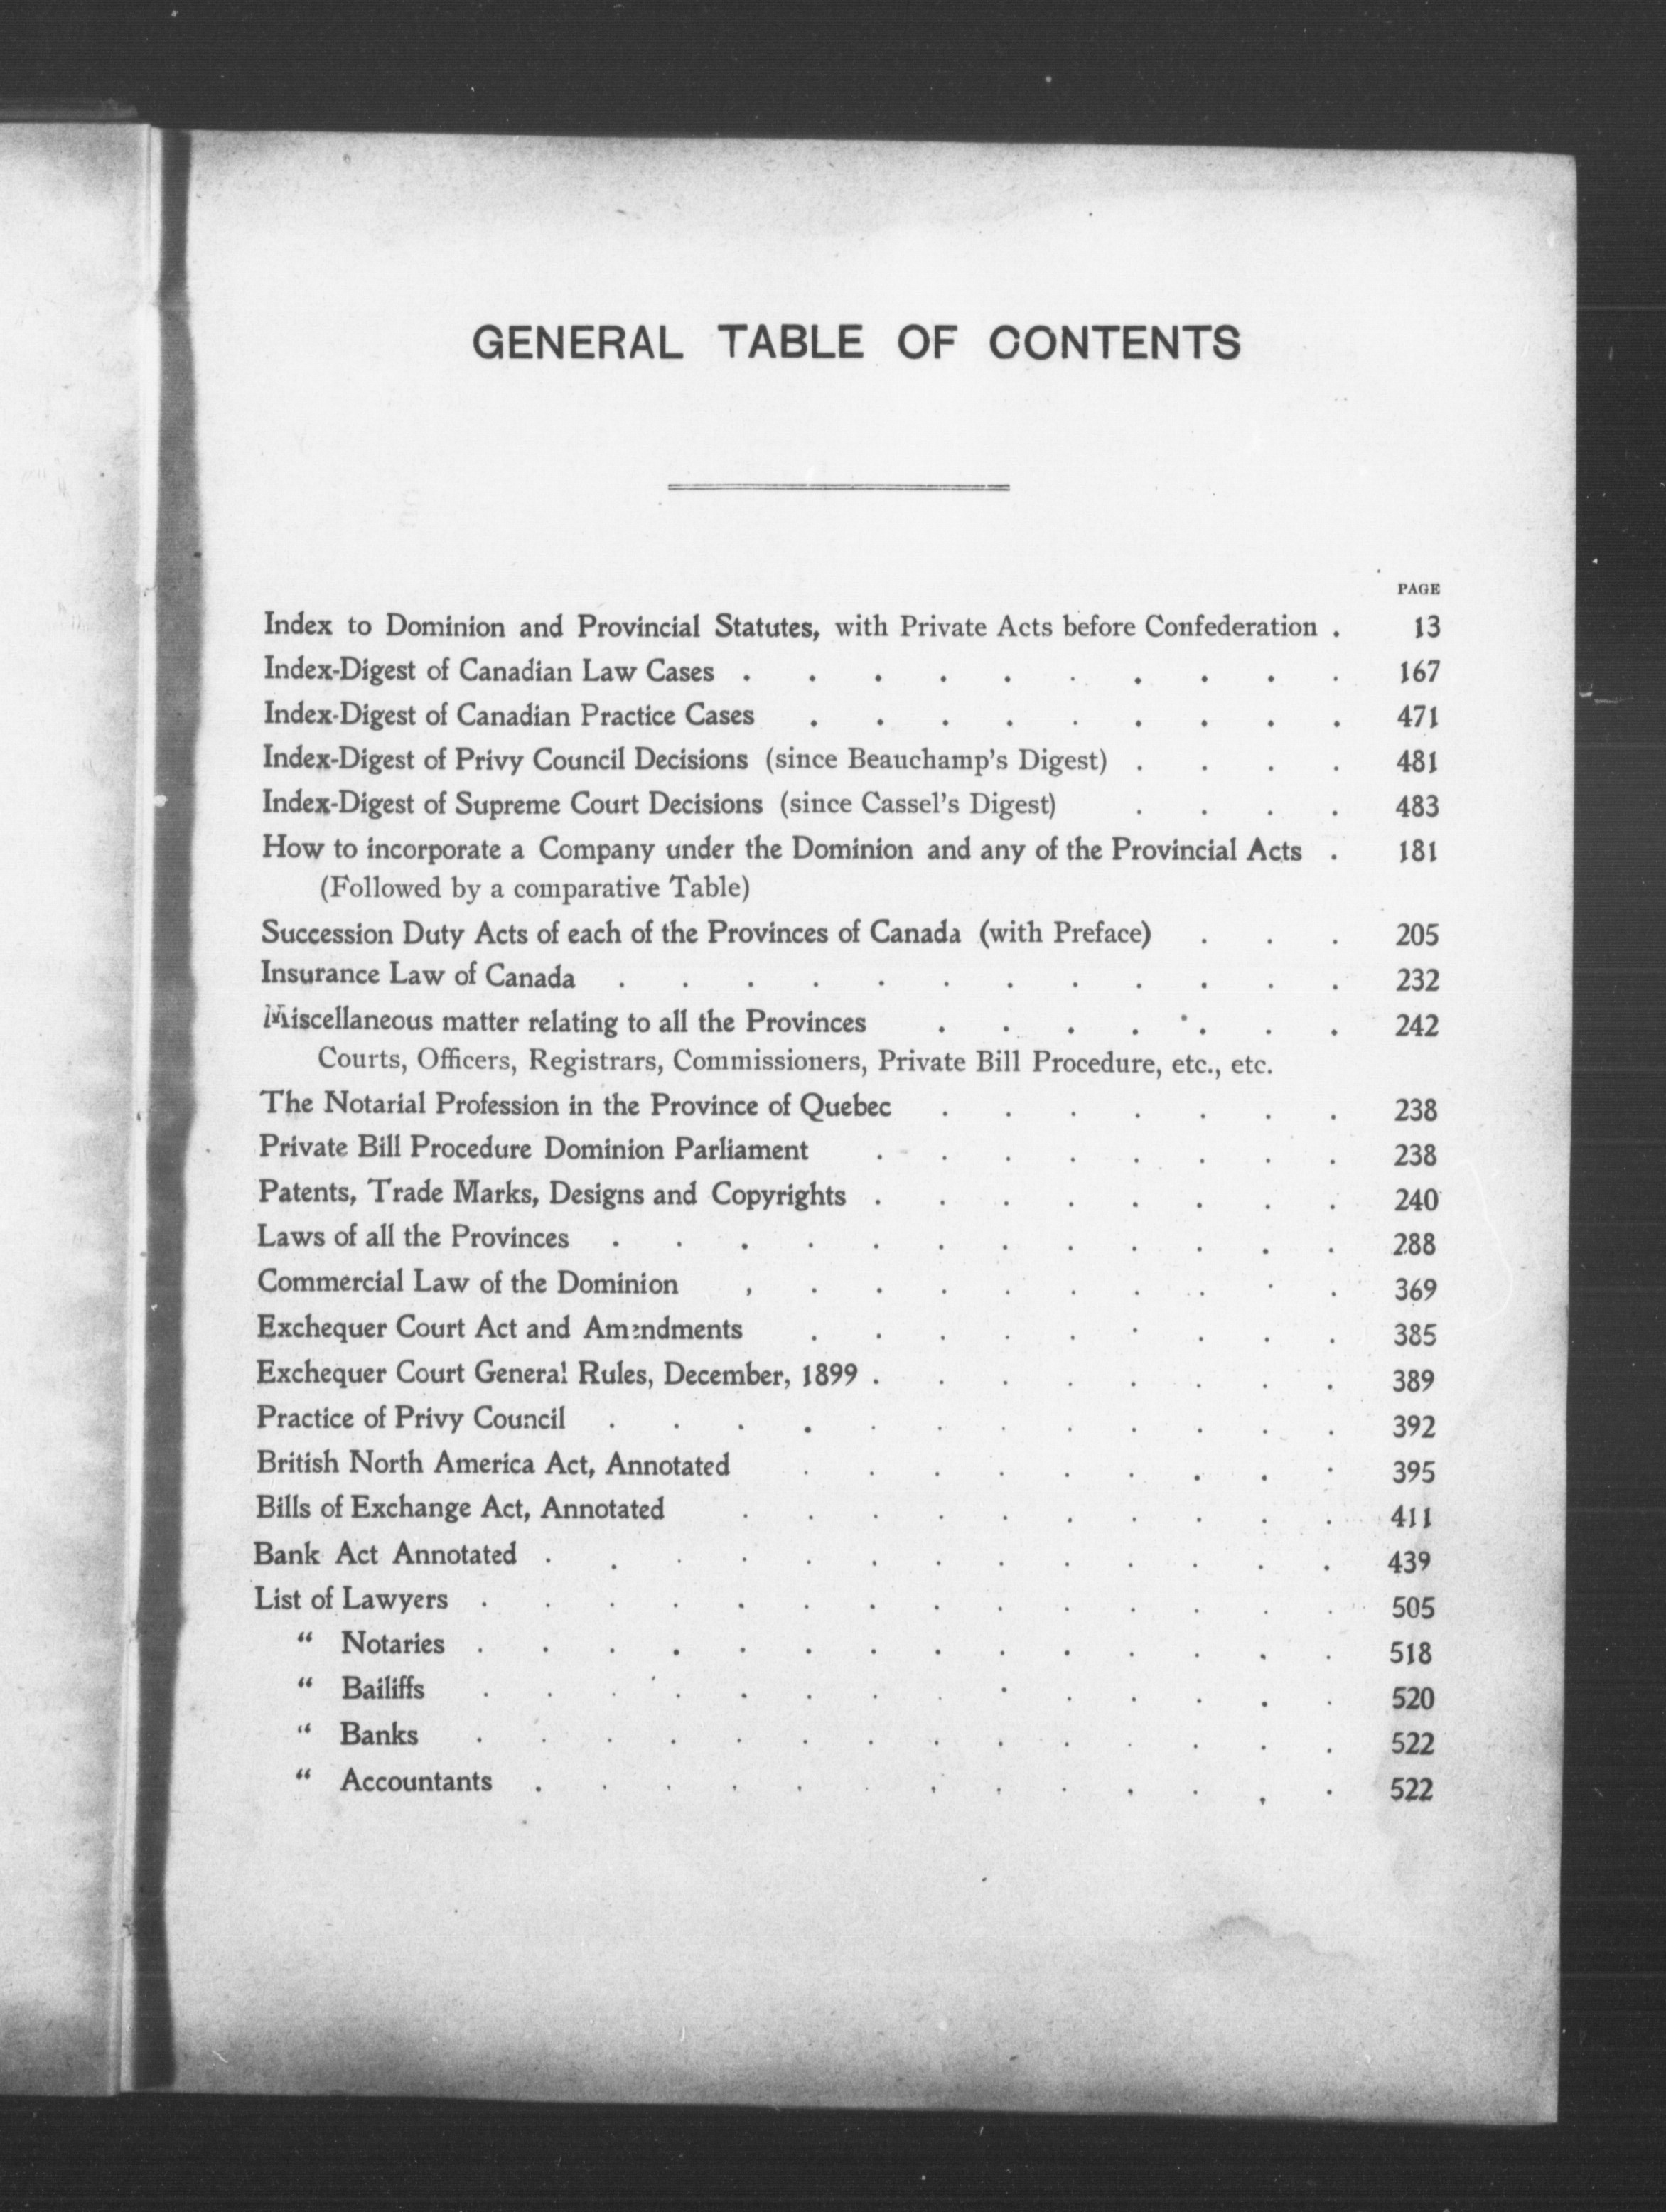 GENERAL TABLE OF CONTENTS
PAGE
Index to Dominion and Provincial Statutes, with Private Acts before Confederation . 13
Index-Digest of Canadian Law Cases . . . . . . . . . . 167
Index-Digest of Canadian Practice Cases . . . . . . . . . 471
Index-Digest of Privy Council Decisions (since Beauchamp's Digest) . . . . 481
Index-Digest of Supreme Court Decisions (since Cassel's Digest) . . . . 483
How to incorporate a Company under the Dominion and any of the Provincial Acts . 181
(Followed by a comparative Table)
Succession Duty Acts of each of the Provinces of Canada (with Preface) . . . 205
Insurance Law of Canada . . . . . . . . . . . . 232
Miscellaneous matter relating to all the Provinces . . . . . . . 242
Courts, Officers, Registrars, Commissioners, Private Bill Procedure, etc., etc.
The Notarial Profession in the Province of Quebec . . . . . . . 238
Private Bill Procedure Dominion Parliament . . . . . . . . 238
Patents, Trade Marks, Designs and Copyrights . . . . . . . . 240
Laws of all the Provinces . . . . . . . . . . . . 288
Commercial Law of the Dominion , . . . . . . . . . 369
Exchequer Court Act and Amendments . . . . . . . . . 385
Exchequer Court General Rules, December, 1899 . . . . . . . . 389
Practice of Privy Council . . . . . . . . . . . . 392
British North America Act, Annotated . . . . . . . . . 395
Bills of Exchange Act, Annotated . . . . . . . . . . 411
Bank Act Annotated . . . . . . . . . . . . . 439
List of Lawyers . . . . . . . . . . . . . . 505
“ Notaries . . . . . . . . . . . . . . 518
“ Bailiffs . . . . . . . . . . . . . . 520
“ Banks . . . . . . . . . . . . . . 522
“ Accountants . . . . . . . . . . . . . 522